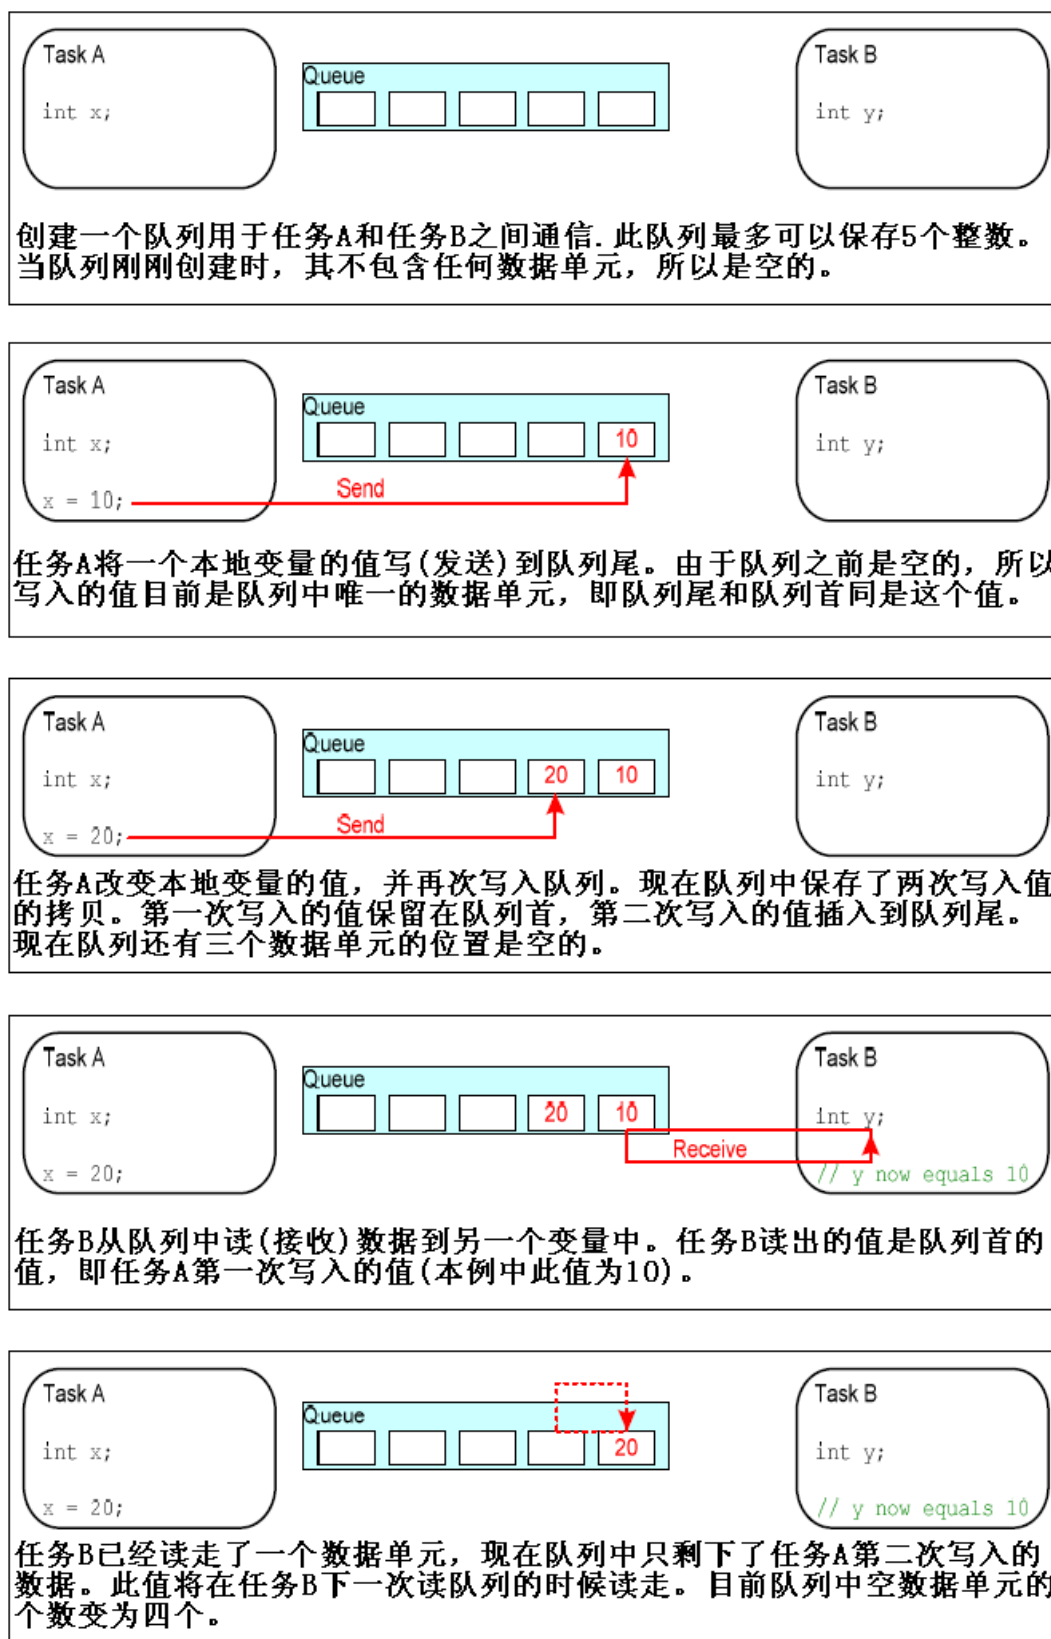 Task A
Queue
Task B
int x;
int y;
创建一个队列用于任务A和任务B之间通信.此队列最多可以保存5个整数。
当队列刚刚创建时，其不包含任何数据单元，所以是空的。
Task A
Queue
Task B
int x;
10
int y;
Send
x = 10;
任务A将一个本地变量的值写(发送)到队列尾。由于队列之前是空的，所以
写入的值目前是队列中唯一的数据单元，即队列尾和队列首同是这个值。
Task A
Queue
Task B
int x;
20
10
int y;
Send
x = 20;
任务A改变本地变量的值，并再次写入队列。现在队列中保存了两次写入值
的拷贝。第一次写入的值保留在队列首，第二次写入的值插入到队列尾。
现在队列还有三个数据单元的位置是空的。
Task A
Queue
Task B
int x;
20
10
int y;
Receive
x = 20;
// y now equals 10
任务B从队列中读(接收)数据到另一个变量中。任务B读出的值是队列首的
值，即任务A第一次写入的值(本例中此值为10)。
Task A
Queue
Task B
int x;
20
int y;
x = 20;
// y now equals 10
任务B已经读走了一个数据单元，现在队列中只剩下了任务A第二次写入的
数据。此值将在任务B下一次读队列的时候读走。目前队列中空数据单元的
个数变为四个。